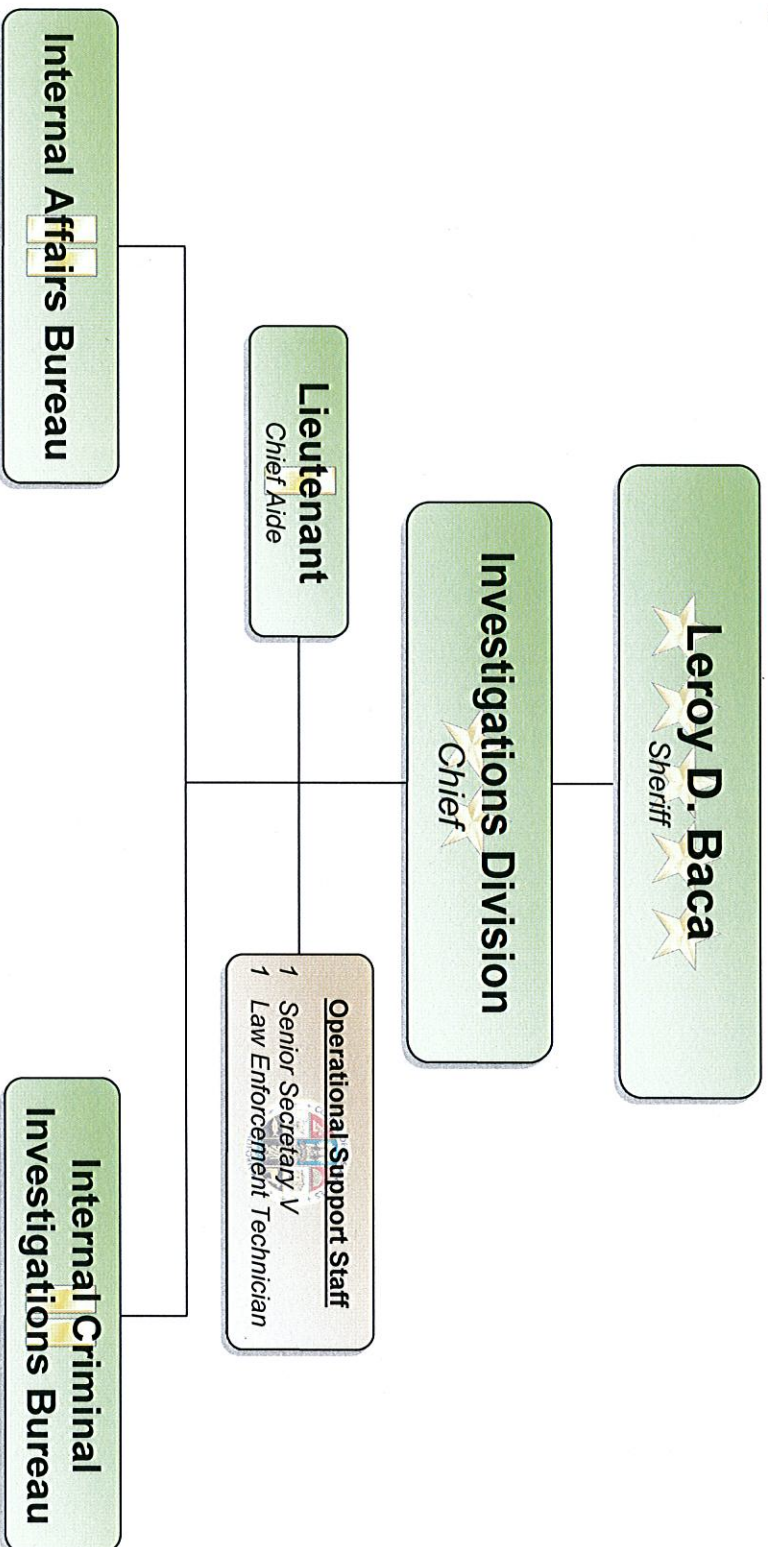 Leroy D. Baca
Sheriff
Investigations Division
Chief
Lieutenant
Chief Aide
Operational Support Staff
1 Senior Secretary V
1 Law Enforcement Technician
Internal Affairs Bureau
Internal Criminal
Investigations Bureau